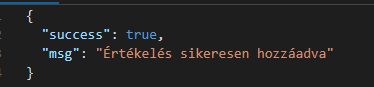 {
"success": true,
"msg": "Értékelés sikeresen hozzáadva"
}